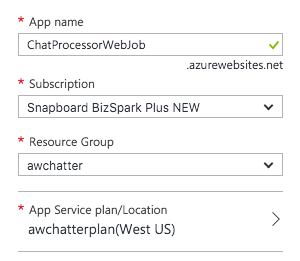 * App name
ChatProcessorWebJob
.azurewebsites.net
* Subscription
Snapboard BizSpark Plus NEW
* Resource Group
awchatter
* App Service plan/Location
awchatterplan(West US)